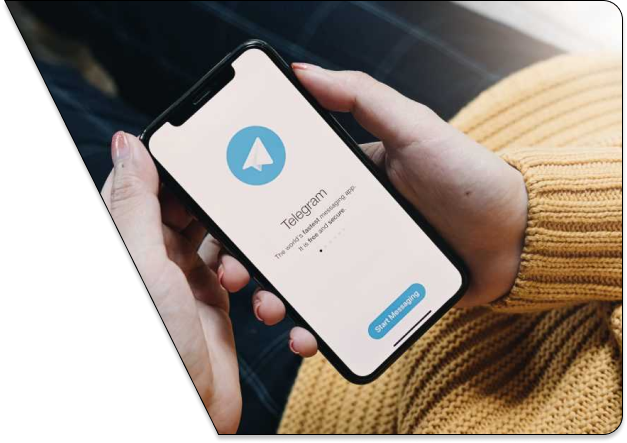 Telegram
The world's fastest messaging app.
It is free and secure.
Start Messaging